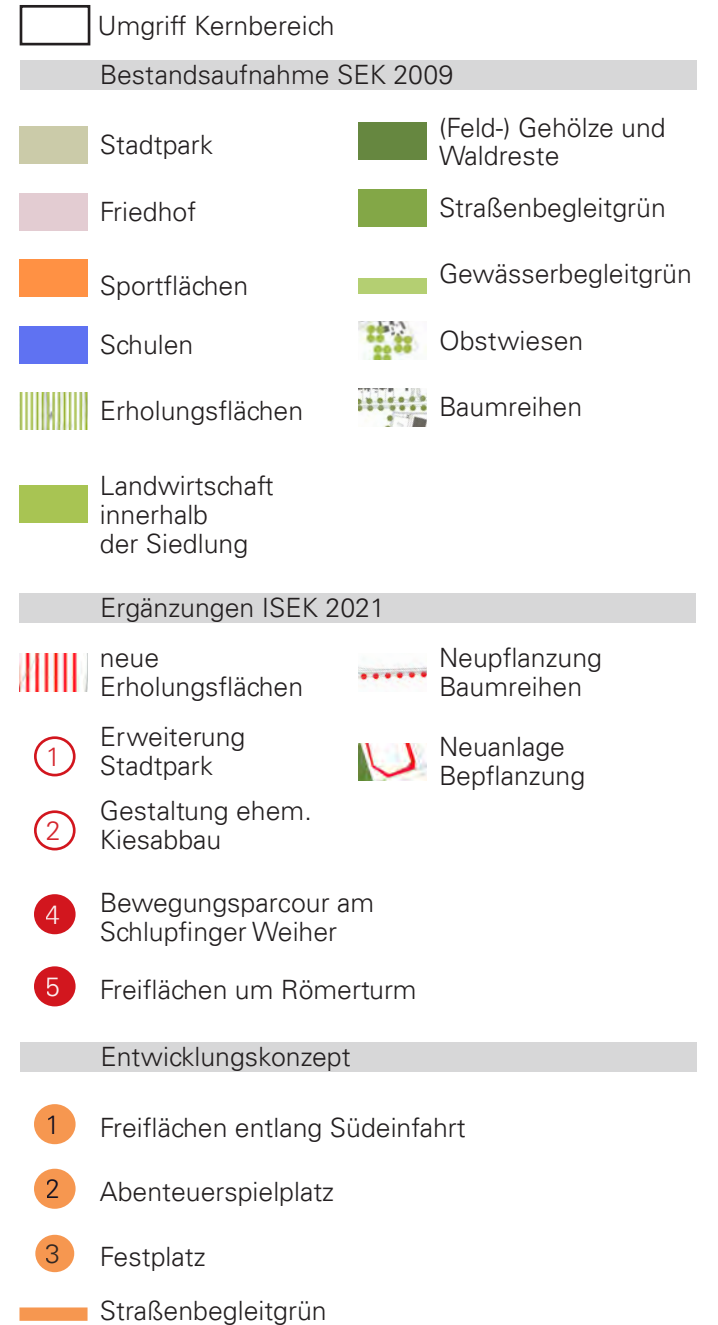 Umgriff Kernbereich
Bestandsaufnahme SEK 2009
Stadtpark
Friedhof
Sportflächen
Schulen
Erholungsflächen
Landwirtschaft
innerhalb
der Siedlung
(Feld-) Gehölze und
Waldreste
Straßenbegleitgrün
Gewässerbegleitgrün
Obstwiesen
Baumreihen
Ergänzungen ISEK 2021
neue
Erholungsflächen
1 Erweiterung
Stadtpark
2 Gestaltung ehem.
Kiesabbau
4 Bewegungsparcour am
Schlupfinger Weiher
5 Freiflächen um Römerturm
Neupflanzung
Baumreihen
Neuanlage
Bepflanzung
Entwicklungskonzept
1 Freiflächen entlang Südeinfahrt
2 Abenteuerspielplatz
3 Festplatz
Straßenbegleitgrün